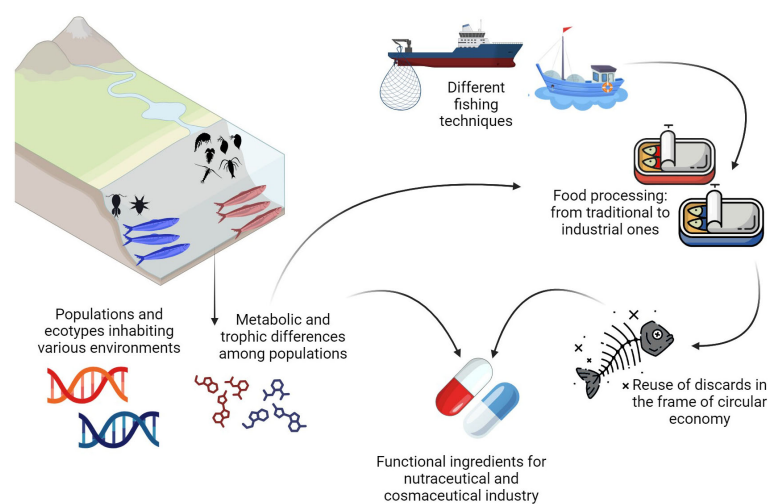 Different
fishing
techniques
Food processing:
from traditional to
industrial ones
Populations and
ecotypes inhabiting
various environments
Metabolic and
trophic differences
among populations
Reuse of discards in
the frame of circular
economy
Functional ingredients for
nutraceutical and
cosmaceutical industry